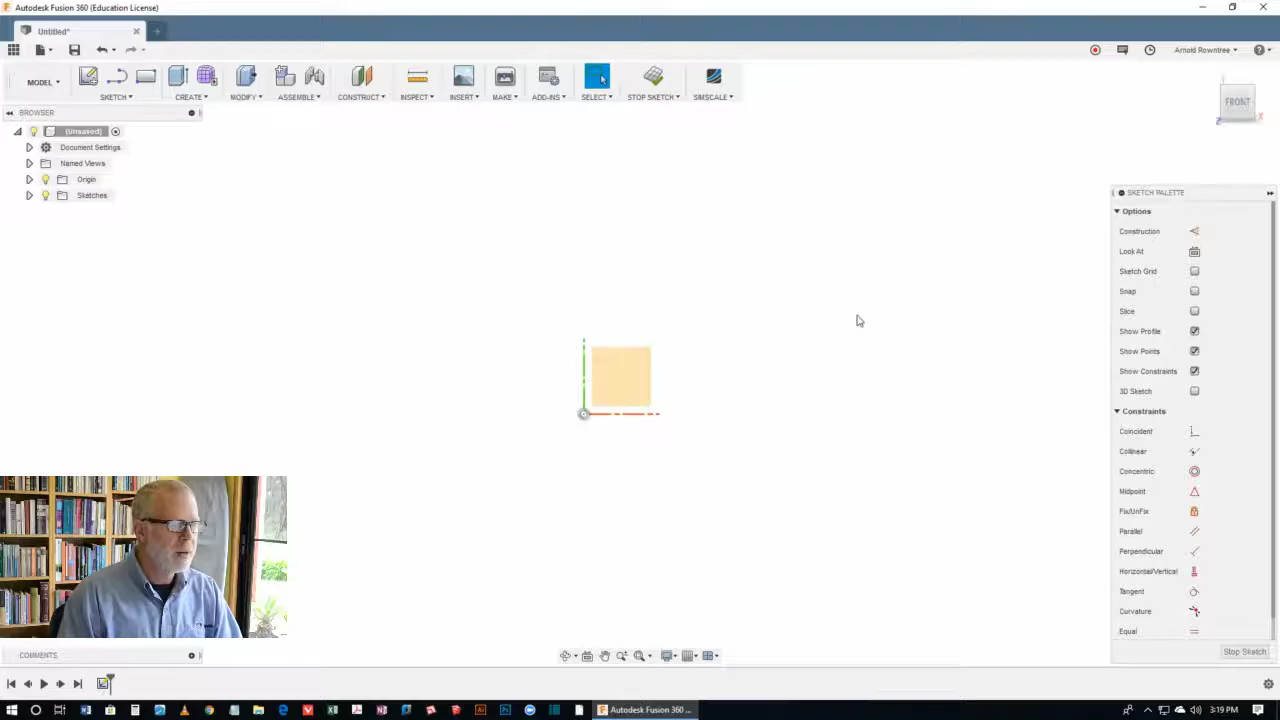 Autodesk Fusion 360 (Education License)
Untitled*
Arnold Rowntree
MODEL
SKETCH
CREATE
MODIFY
ASSEMBLE
CONSTRUCT
INSPECT
INSERT
MAKE
ADD-INS
SELECT
STOP SKETCH
SIMSCALE
FRONT
Z
X
BROWSER
(Unsaved)
Document Settings
Named Views
Origin
Sketches
SKETCH PALETTE
Options
Construction
Look At
Sketch Grid
Snap
Slice
Show Profile
Show Points
Show Constraints
3D Sketch
Constraints
Coincident
Collinear
Concentric
Midpoint
Fix/UnFix
Parallel
Perpendicular
Horizontal/Vertical
Tangent
Curvature
Equal
Stop Sketch
COMMENTS
Autodesk Fusion 360 ...
3:19 PM